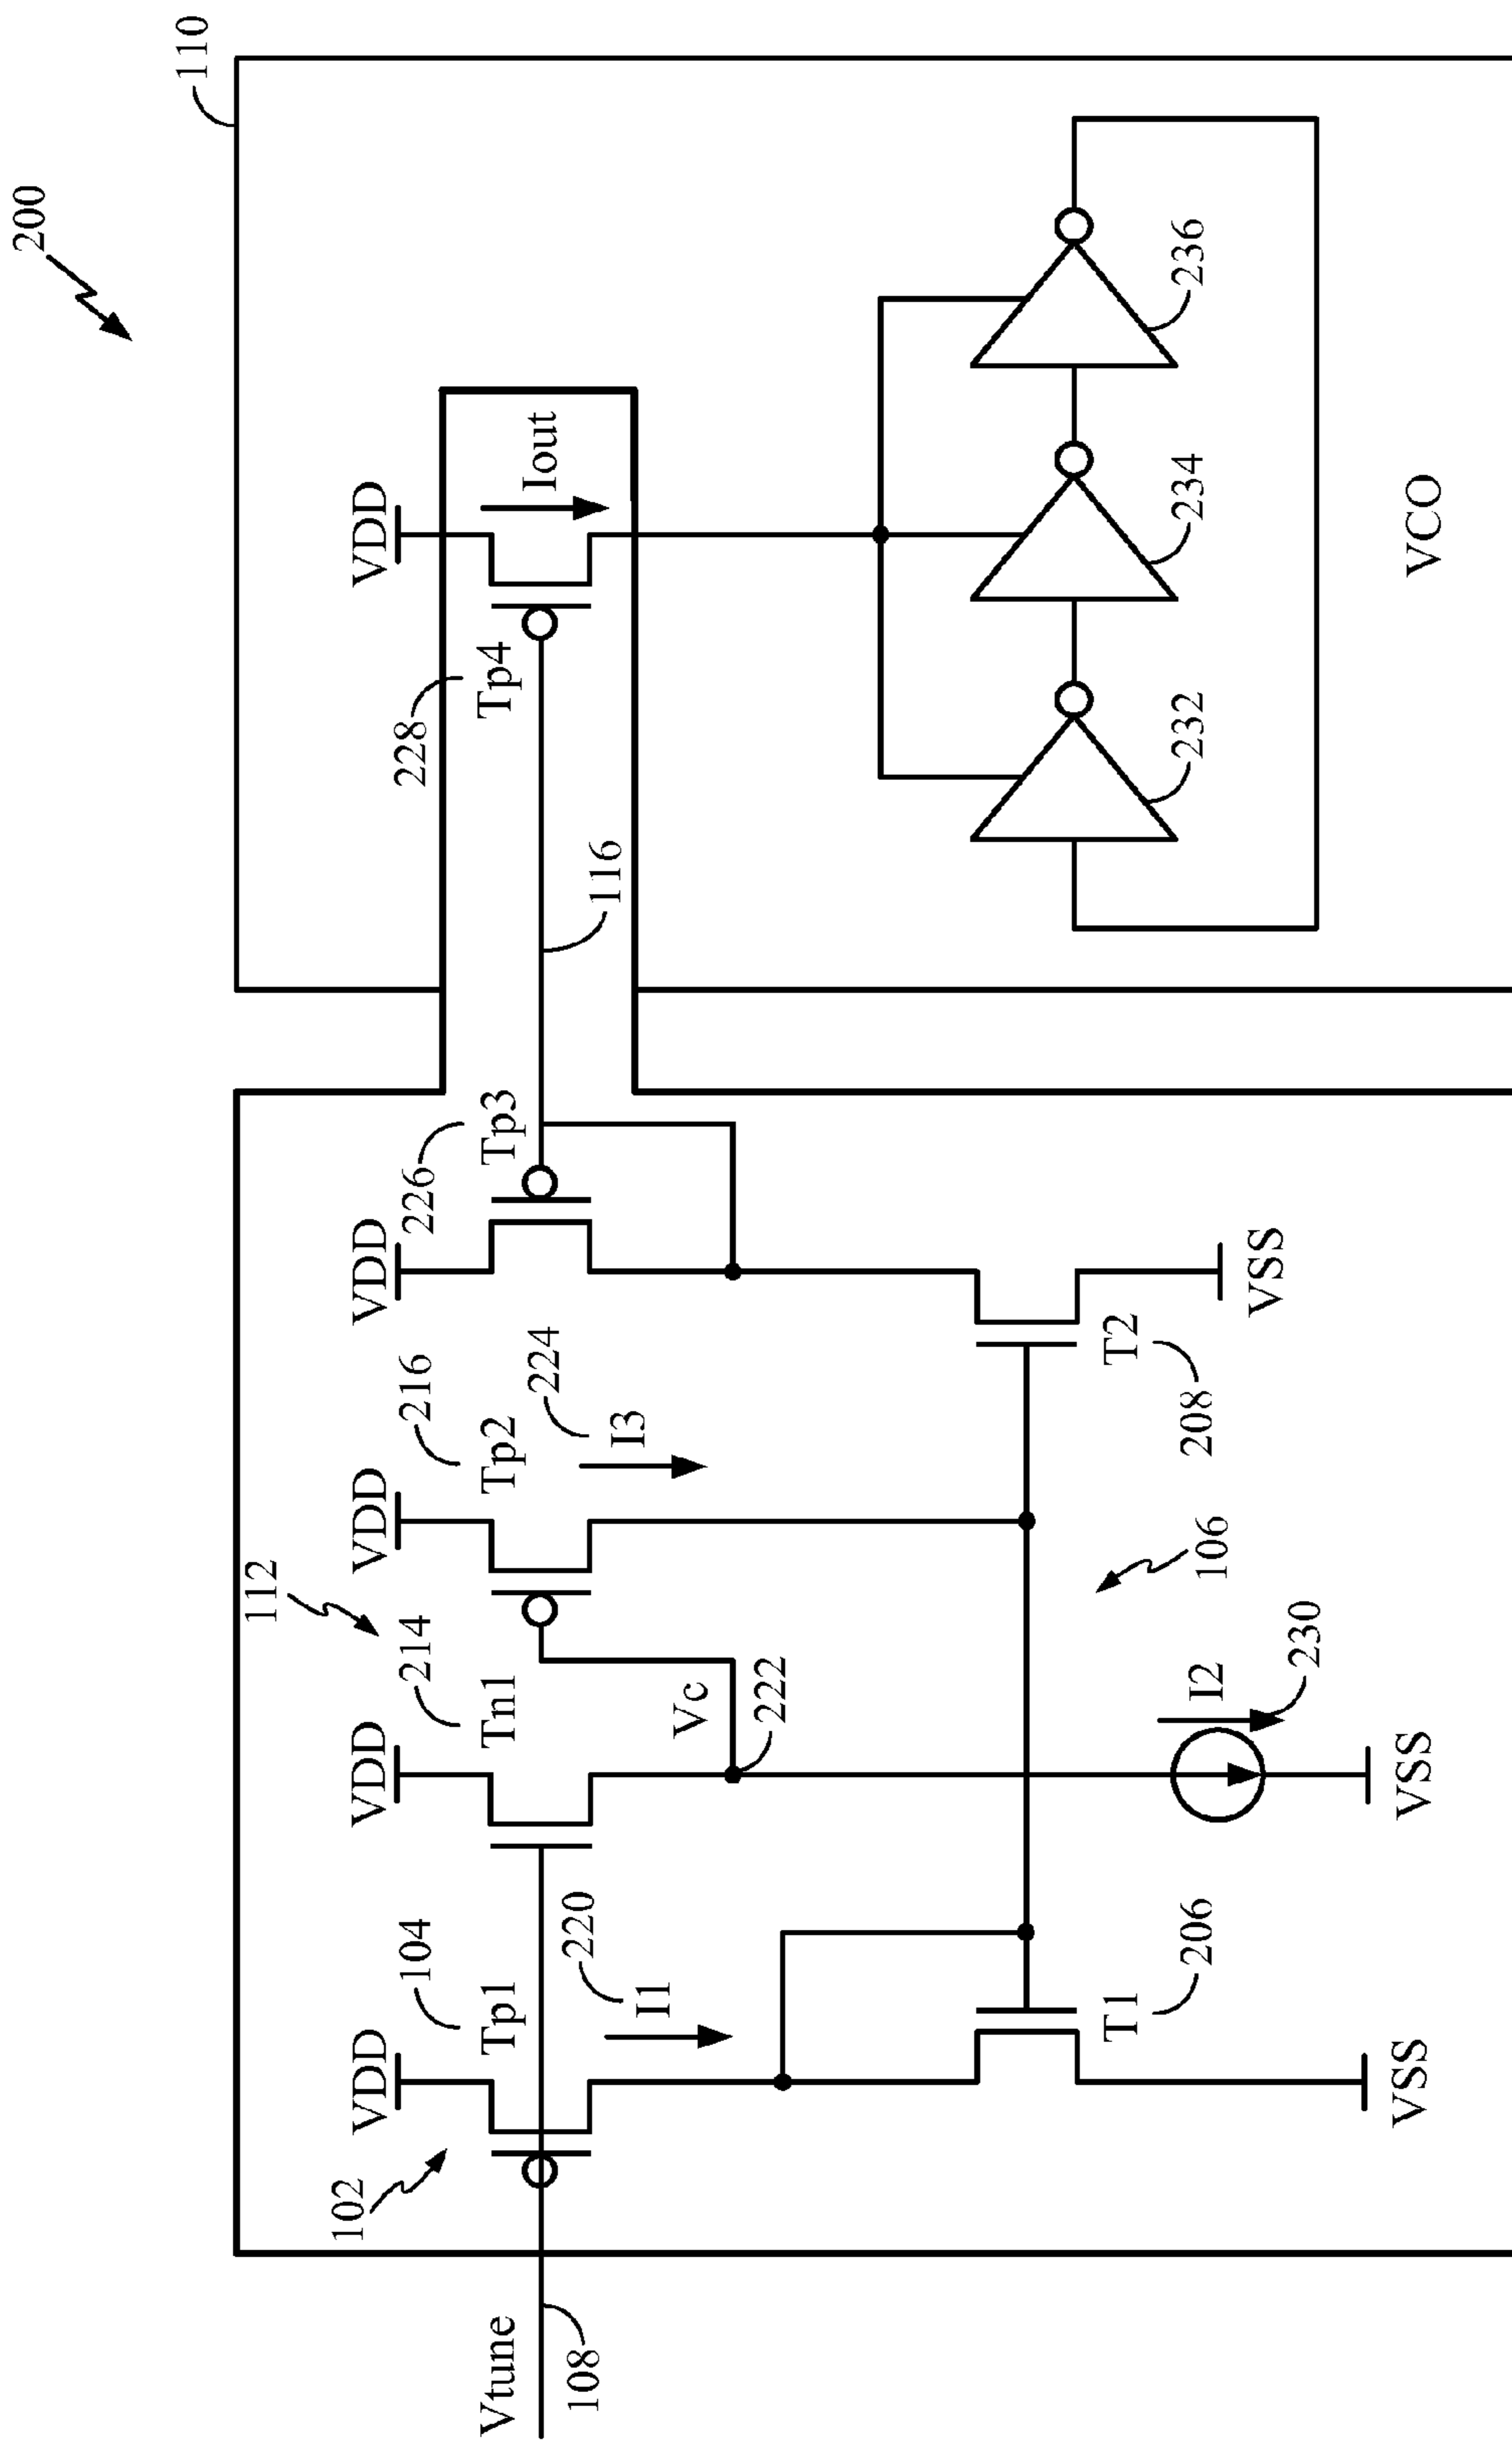 200
110
112
VDD
VDD
VDD
VDD
VDD
102
104
214
216
226
228
Vtune
Tp1
Tn1
Tp2
Tp3
Tp4
Iout
108
220
224
116
I1
I3
Vc
222
T1
T2
206
106
208
I2
230
232
234
236
VSS
VSS
VSS
VCO